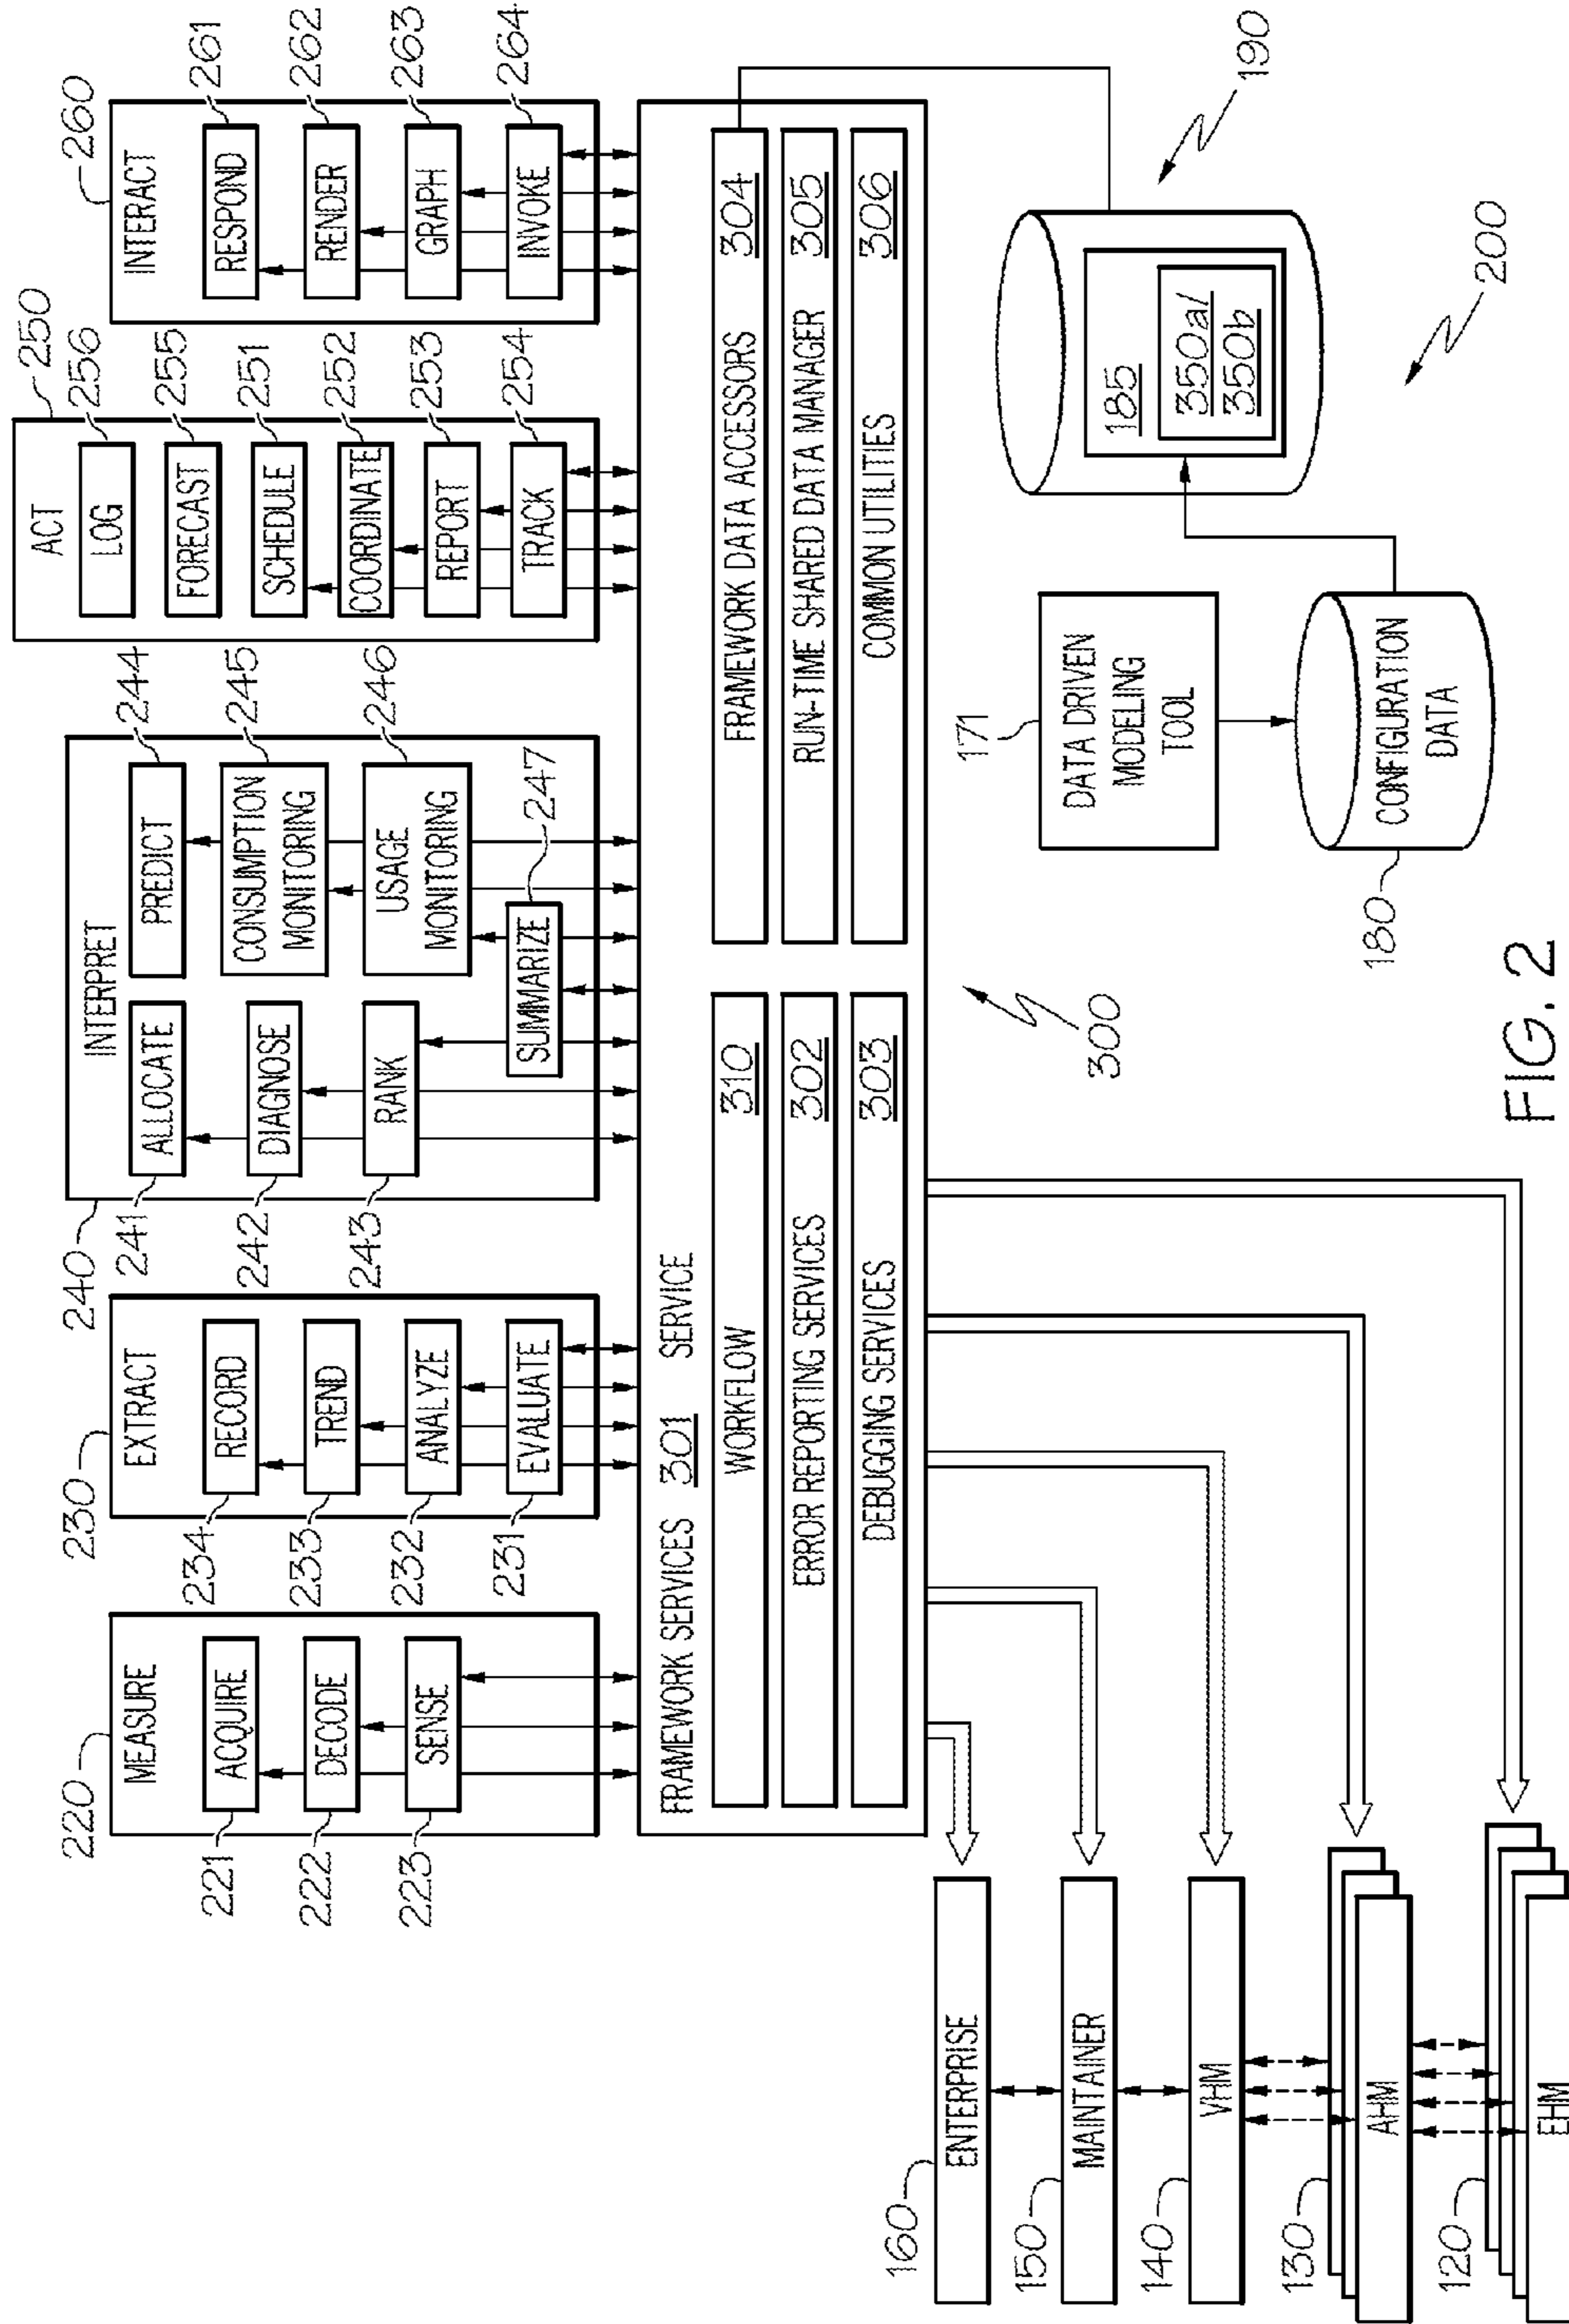 220
MEASURE
221
ACQUIRE
222
DECODE
223
SENSE
230
EXTRACT
234
RECORD
233
TREND
232
ANALYZE
231
EVALUATE
240
INTERPRET
241
ALLOCATE
242
DIAGNOSE
243
RANK
PREDICT
244
CONSUMPTION
MONITORING
245
USAGE
MONITORING
246
SUMMARIZE
247
250
ACT
LOG
256
FORECAST
255
SCHEDULE
251
COORDINATE
252
REPORT
253
TRACK
254
260
INTERACT
RESPOND
261
RENDER
262
GRAPH
263
INVOKE
264
FRAMEWORK SERVICES 301 SERVICE
WORKFLOW 310
ERROR REPORTING SERVICES 302
DEBUGGING SERVICES 303
FRAMEWORK DATA ACCESSORS 304
RUN-TIME SHARED DATA MANAGER 305
COMMON UTILITIES 306
300
160
ENTERPRISE
150
MAINTAINER
140
VHM
130
AHM
120
EHM
171
DATA DRIVEN
MODELING
TOOL
180
CONFIGURATION
DATA
185
350a/
350b
190
200
FIG. 2